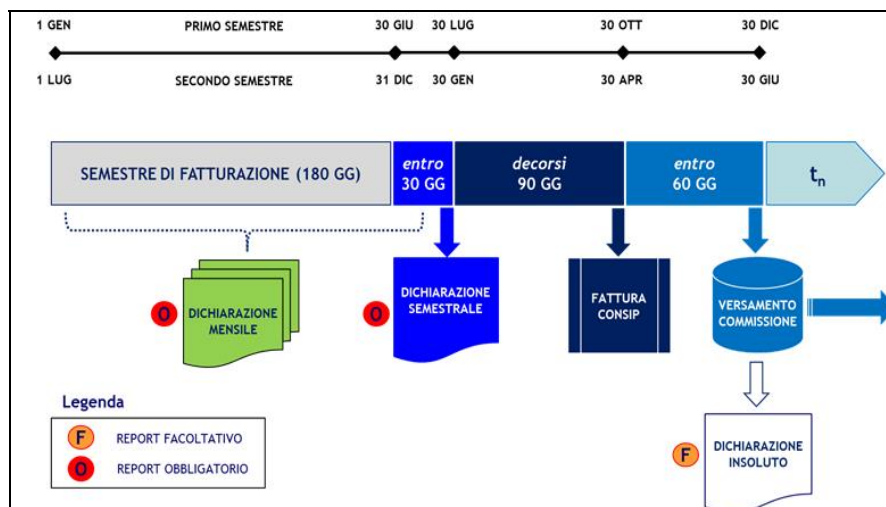 1 GEN PRIMO SEMESTRE 30 GIU 30 LUG 30 OTT 30 DIC
1 LUG SECONDO SEMESTRE 31 DIC 30 GEN 30 APR 30 GIU
SEMESTRE DI FATTURAZIONE (180 GG)
entro
30 GG
decorsi
90 GG
entro
60 GG
tn
O
DICHIARAZIONE
MENSILE
O
DICHIARAZIONE
SEMESTRALE
FATTURA
CONSIP
VERSAMENTO
COMMISSIONE
Legenda
F REPORT FACOLTATIVO
O REPORT OBBLIGATORIO
F
DICHIARAZIONE
INSOLUTO